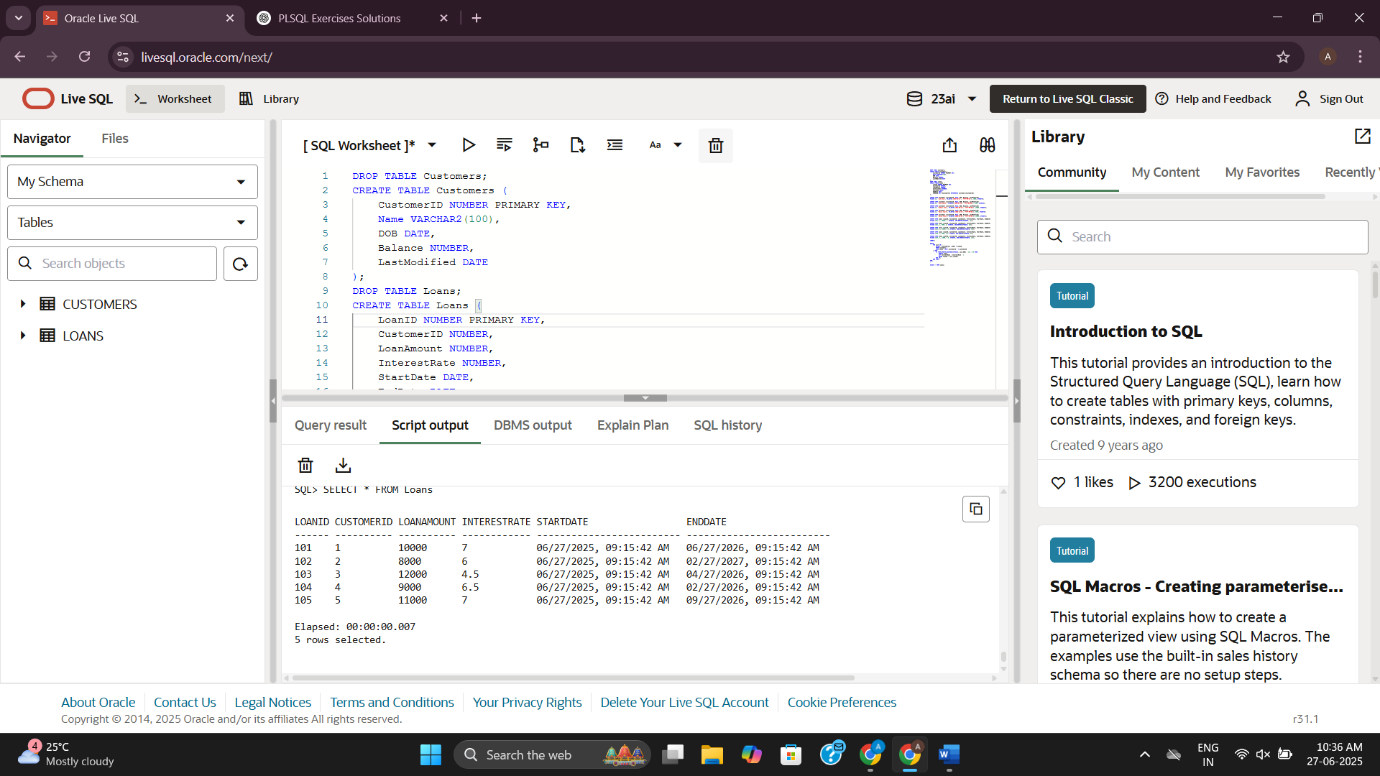 Oracle Live SQL
PLSQL Exercises Solutions
livesql.oracle.com/next/
A
Live SQL
Worksheet
Library
23ai
Return to Live SQL Classic
Help and Feedback
Sign Out
Navigator
Files
My Schema
Tables
Search objects
CUSTOMERS
LOANS
[ SQL Worksheet ]*
Aa
1 DROP TABLE Customers;
2 CREATE TABLE Customers (
3 CustomerID NUMBER PRIMARY KEY,
4 Name VARCHAR2(100),
5 DOB DATE,
6 Balance NUMBER,
7 LastModified DATE
8 );
9 DROP TABLE Loans;
10 CREATE TABLE Loans (
11 LoanID NUMBER PRIMARY KEY,
12 CustomerID NUMBER,
13 LoanAmount NUMBER,
14 InterestRate NUMBER,
15 StartDate DATE,
Query result
Script output
DBMS output
Explain Plan
SQL history
SQL> SELECT * FROM Loans
LOANID CUSTOMERID LOANAMOUNT INTERESTRATE STARTDATE ENDDATE
------ ---------- ---------- ------------ ------------------------ ------------------------
101 1 10000 7 06/27/2025, 09:15:42 AM 06/27/2026, 09:15:42 AM
102 2 8000 6 06/27/2025, 09:15:42 AM 02/27/2027, 09:15:42 AM
103 3 12000 4.5 06/27/2025, 09:15:42 AM 04/27/2026, 09:15:42 AM
104 4 9000 6.5 06/27/2025, 09:15:42 AM 02/27/2026, 09:15:42 AM
105 5 11000 7 06/27/2025, 09:15:42 AM 09/27/2026, 09:15:42 AM
Elapsed: 00:00:00.007
5 rows selected.
Library
Community
My Content
My Favorites
Recently
Search
Tutorial
Introduction to SQL
This tutorial provides an introduction to the
Structured Query Language (SQL), learn how
to create tables with primary keys, columns,
constraints, indexes, and foreign keys.
Created 9 years ago
1 likes
3200 executions
Tutorial
SQL Macros - Creating parameterise...
This tutorial explains how to create a
parameterized view using SQL Macros. The
examples use the built-in sales history
schema so there are no setup steps.
About Oracle
Contact Us
Legal Notices
Terms and Conditions
Your Privacy Rights
Delete Your Live SQL Account
Cookie Preferences
Copyright © 2014, 2025 Oracle and/or its affiliates All rights reserved.
r31.1
4
25°C
Mostly cloudy
Search the web
ENG
IN
10:36 AM
27-06-2025